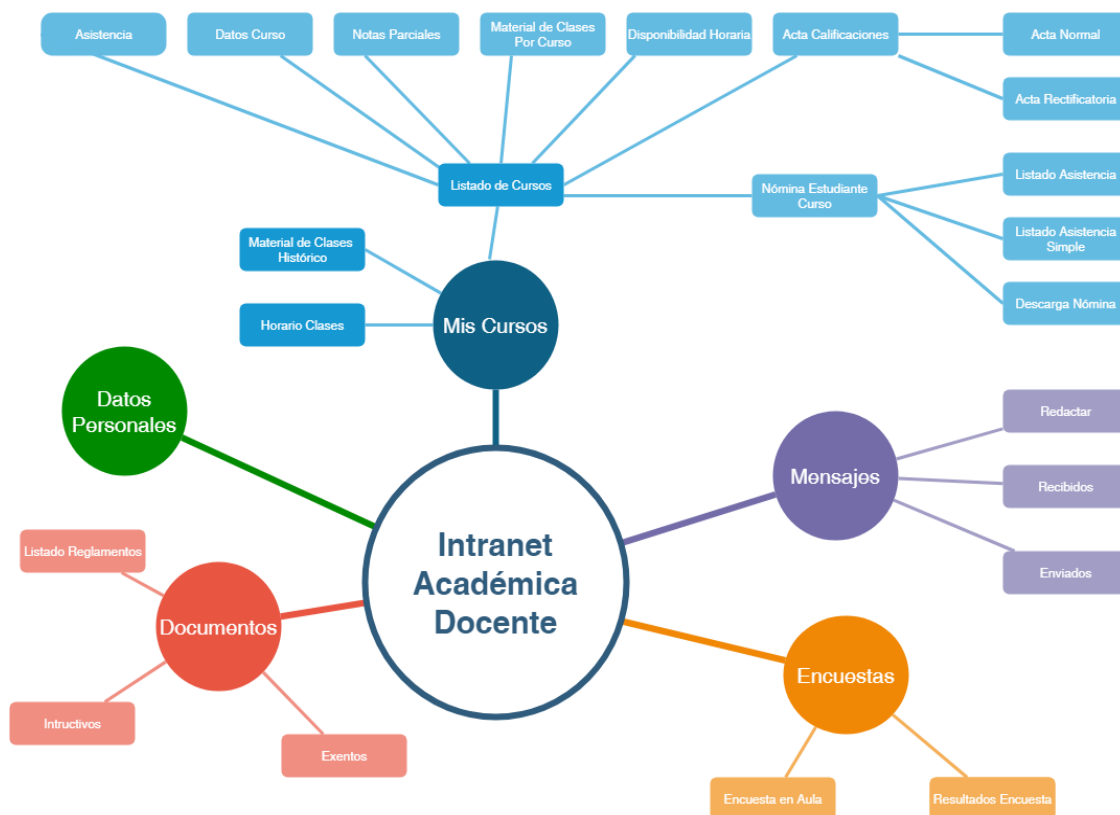 Asistencia
Datos Curso
Notas Parciales
Material de Clases
Por Curso
Disponibilidad Horaria
Acta Calificaciones
Acta Normal
Acta Rectificatoria
Listado de Cursos
Nómina Estudiante
Curso
Listado Asistencia
Listado Asistencia
Simple
Descarga Nómina
Material de Clases
Histórico
Horario Clases
Mis Cursos
Datos
Personales
Mensajes
Redactar
Recibidos
Enviados
Intranet
Académica
Docente
Listado Reglamentos
Documentos
Intructivos
Exentos
Encuestas
Encuesta en Aula
Resultados Encuesta